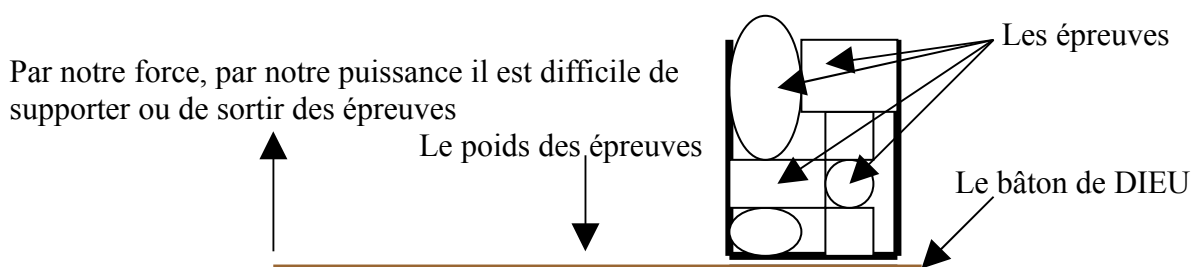 Les épreuves
Par notre force, par notre puissance il est difficile de
supporter ou de sortir des épreuves
Le poids des épreuves
Le bâton de DIEU